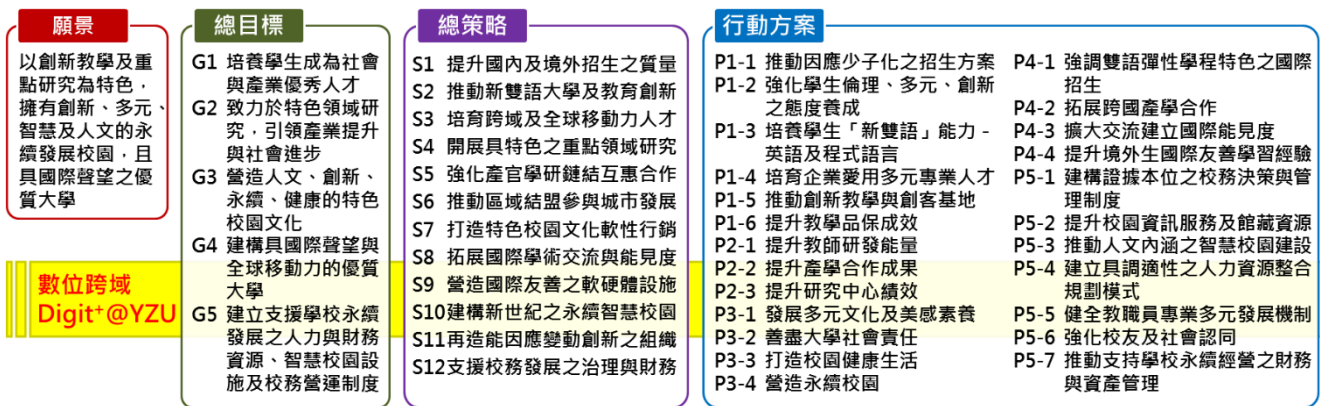 願景
以創新教學及重
點研究為特色，
擁有創新、多元、
智慧及人文的永
續發展校園，且
具國際聲望之優
質大學
數位跨域
Digit⁺@YZU
總目標
G1 培養學生成為社會
與產業優秀人才
G2 致力於特色領域研
究，引領產業提升
與社會進步
G3 營造人文、創新、
永續、健康的特色
校園文化
G4 建構具國際聲望與
全球移動力的優質
大學
G5 建立支援學校永續
發展之人力與財務
資源、智慧校園設
施及校務營運制度
總策略
S1 提升國內及境外招生之質量
S2 推動新雙語大學及教育創新
S3 培育跨域及全球移動力人才
S4 開展具特色之重點領域研究
S5 強化產官學研鏈結互惠合作
S6 推動區域結盟參與城市發展
S7 打造特色校園文化軟性行銷
S8 拓展國際學術交流與能見度
S9 營造國際友善之軟硬體設施
S10建構新世紀之永續智慧校園
S11再造能因應變動創新之組織
S12支援校務發展之治理與財務
行動方案
P1-1 推動因應少子化之招生方案
P1-2 強化學生倫理、多元、創新
之態度養成
P1-3 培養學生「新雙語」能力－
英語及程式語言
P1-4 培育企業愛用多元專業人才
P1-5 推動創新教學與創客基地
P1-6 提升教學品保成效
P2-1 提升教師研發能量
P2-2 提升產學合作成果
P2-3 提升研究中心績效
P3-1 發展多元文化及美感素養
P3-2 善盡大學社會責任
P3-3 打造校園健康生活
P3-4 營造永續校園
P4-1 強調雙語彈性學程特色之國際
招生，
P4-2 拓展跨國產學合作
P4-3 擴大交流建立國際能見度
P4-4 提升境外生國際友善學習經驗
P5-1 建構證據本位之校務決策與管
理制度
P5-2 提升校園資訊服務及館藏資源
P5-3 推動人文內涵之智慧校園建設
P5-4 建立具調適性之人力資源整合
規劃模式
P5-5 健全教職員專業多元發展機制
P5-6 強化校友及社會認同
P5-7 推動支持學校永續經營之財務
與資產管理